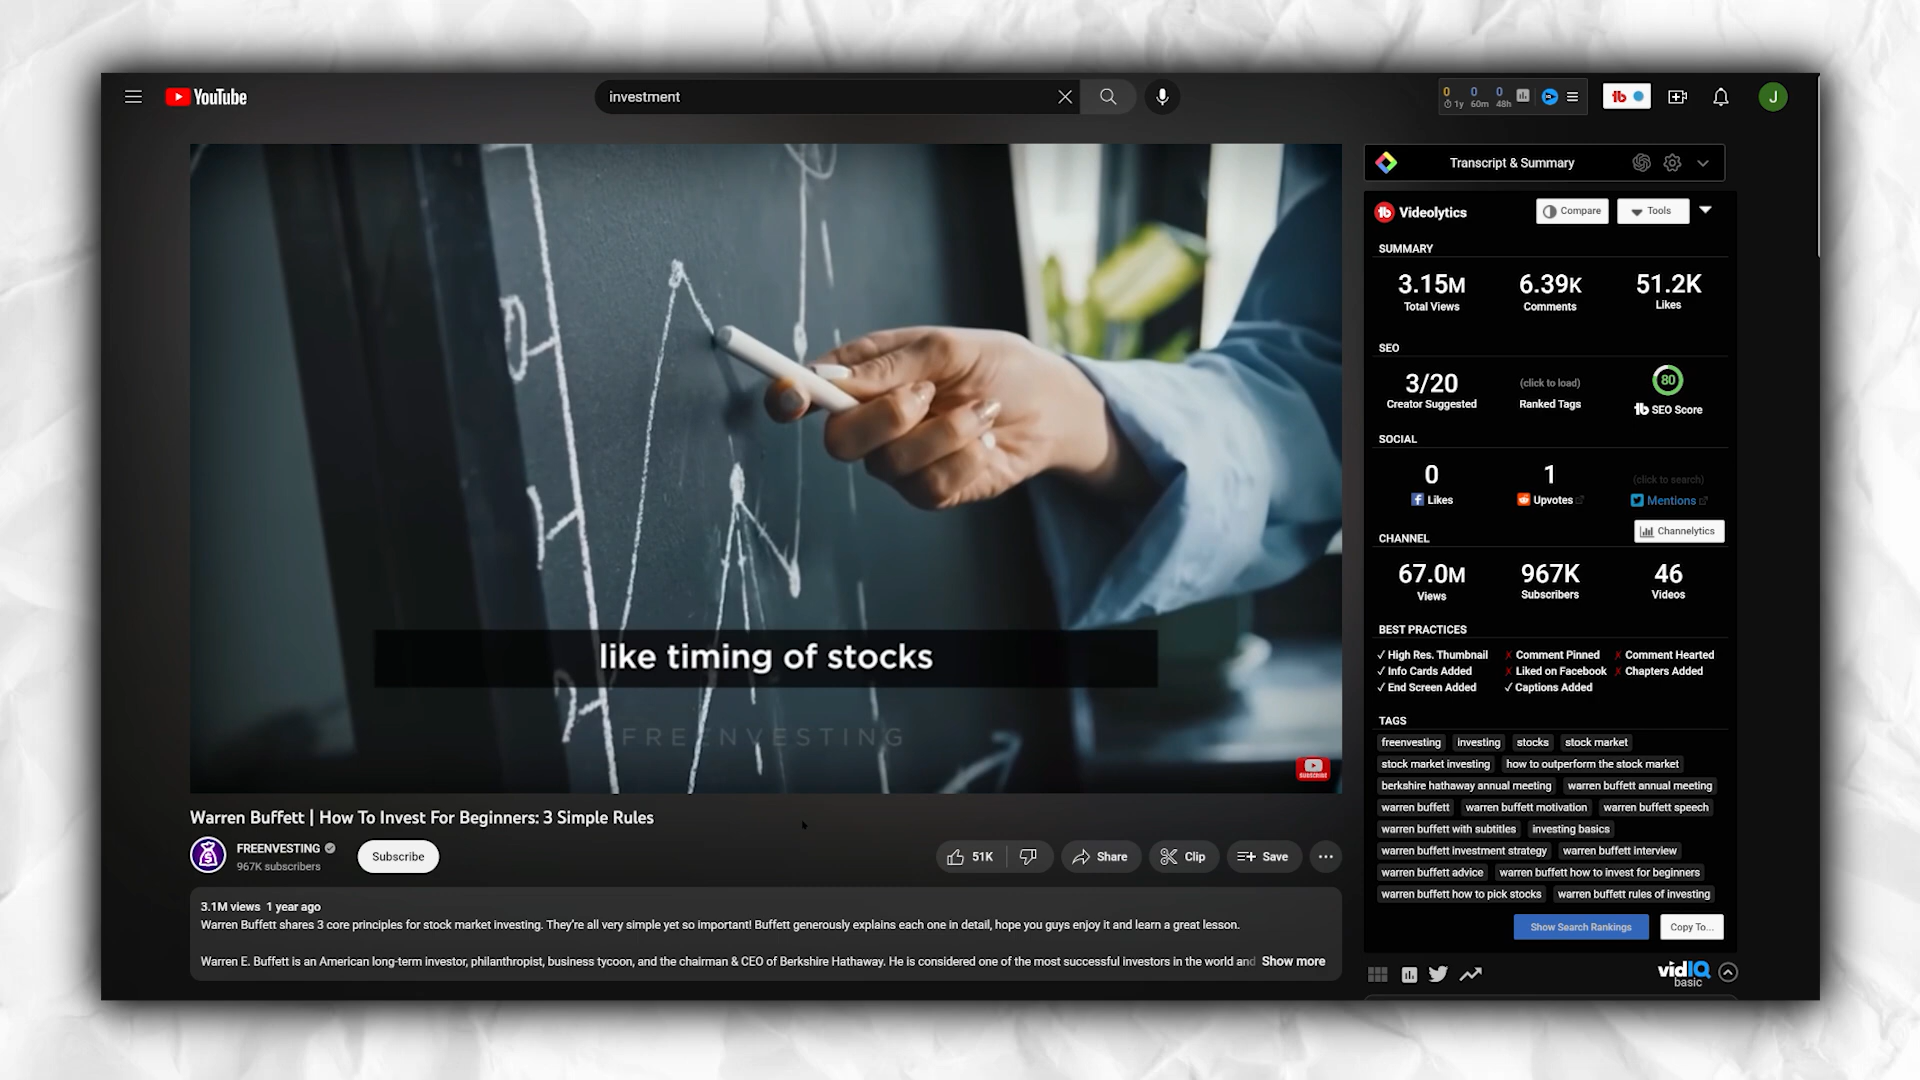 YouTube
investment
0 0 0
1y 60m 48h
J
like timing of stocks
FREENVESTING
SUBSCRIBE
Warren Buffett | How To Invest For Beginners: 3 Simple Rules
FREENVESTING
967K subscribers
Subscribe
51K
Share
Clip
Save
3.1M views 1 year ago
Warren Buffett shares 3 core principles for stock market investing. They're all very simple yet so important! Buffett generously explains each one in detail, hope you guys enjoy it and learn a great lesson.
Warren E. Buffett is an American long-term investor, philanthropist, business tycoon, and the chairman & CEO of Berkshire Hathaway. He is considered one of the most successful investors in the world and Show more
Transcript & Summary
Videolytics
Compare
Tools
SUMMARY
3.15M 6.39K 51.2K
Total Views Comments Likes
SEO
3/20 (click to load) 80
Creator Suggested Ranked Tags SEO Score
SOCIAL
0 1 (click to search)
Likes Upvotes Mentions
CHANNEL Channelytics
67.0M 967K 46
Views Subscribers Videos
BEST PRACTICES
✓ High Res. Thumbnail ✗ Comment Pinned ✗ Comment Hearted
✓ Info Cards Added ✗ Liked on Facebook ✗ Chapters Added
✓ End Screen Added ✓ Captions Added
TAGS
freenvesting investing stocks stock market
stock market investing how to outperform the stock market
berkshire hathaway annual meeting warren buffett annual meeting
warren buffett warren buffett motivation warren buffett speech
warren buffett with subtitles investing basics
warren buffett investment strategy warren buffett interview
warren buffett advice warren buffett how to invest for beginners
warren buffett how to pick stocks warren buffett rules of investing
Show Search Rankings Copy To...
vidIQ
basic